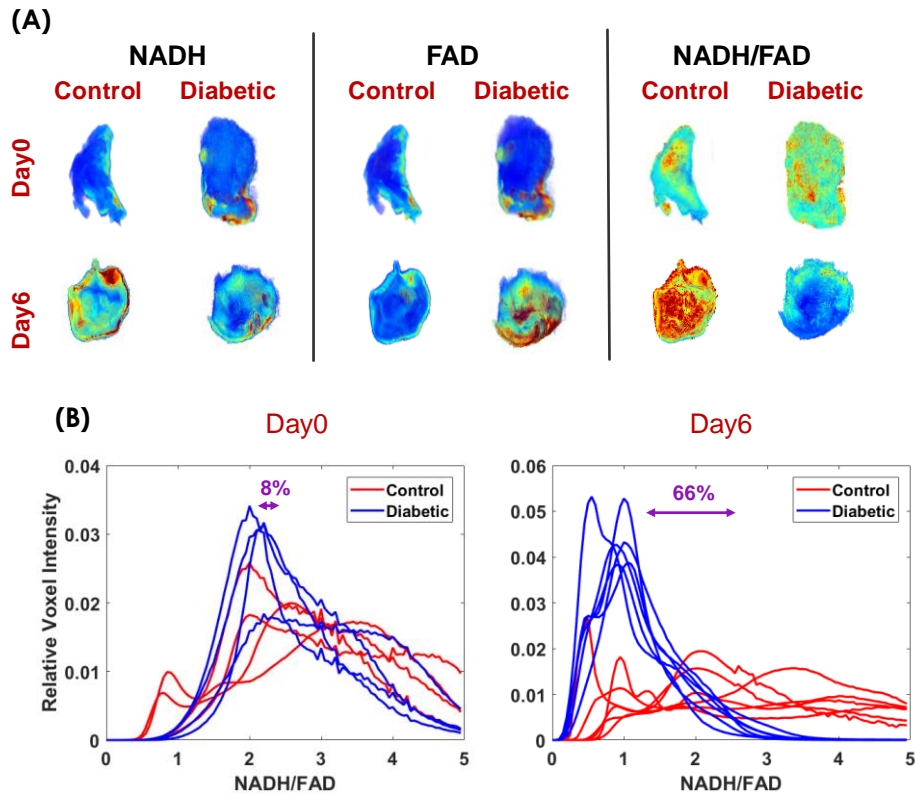 (A)
NADH FAD NADH/FAD
Control Diabetic Control Diabetic Control Diabetic
Day0
Day6
(B)
Day0 Day6
0.04
0.03
0.02
0.01
0
Relative Voxel Intensity
8%
Control
Diabetic
0 1 2 3 4 5
NADH/FAD
0.06
0.05
0.04
0.03
0.02
0.01
0
66%
Control
Diabetic
0 1 2 3 4 5
NADH/FAD